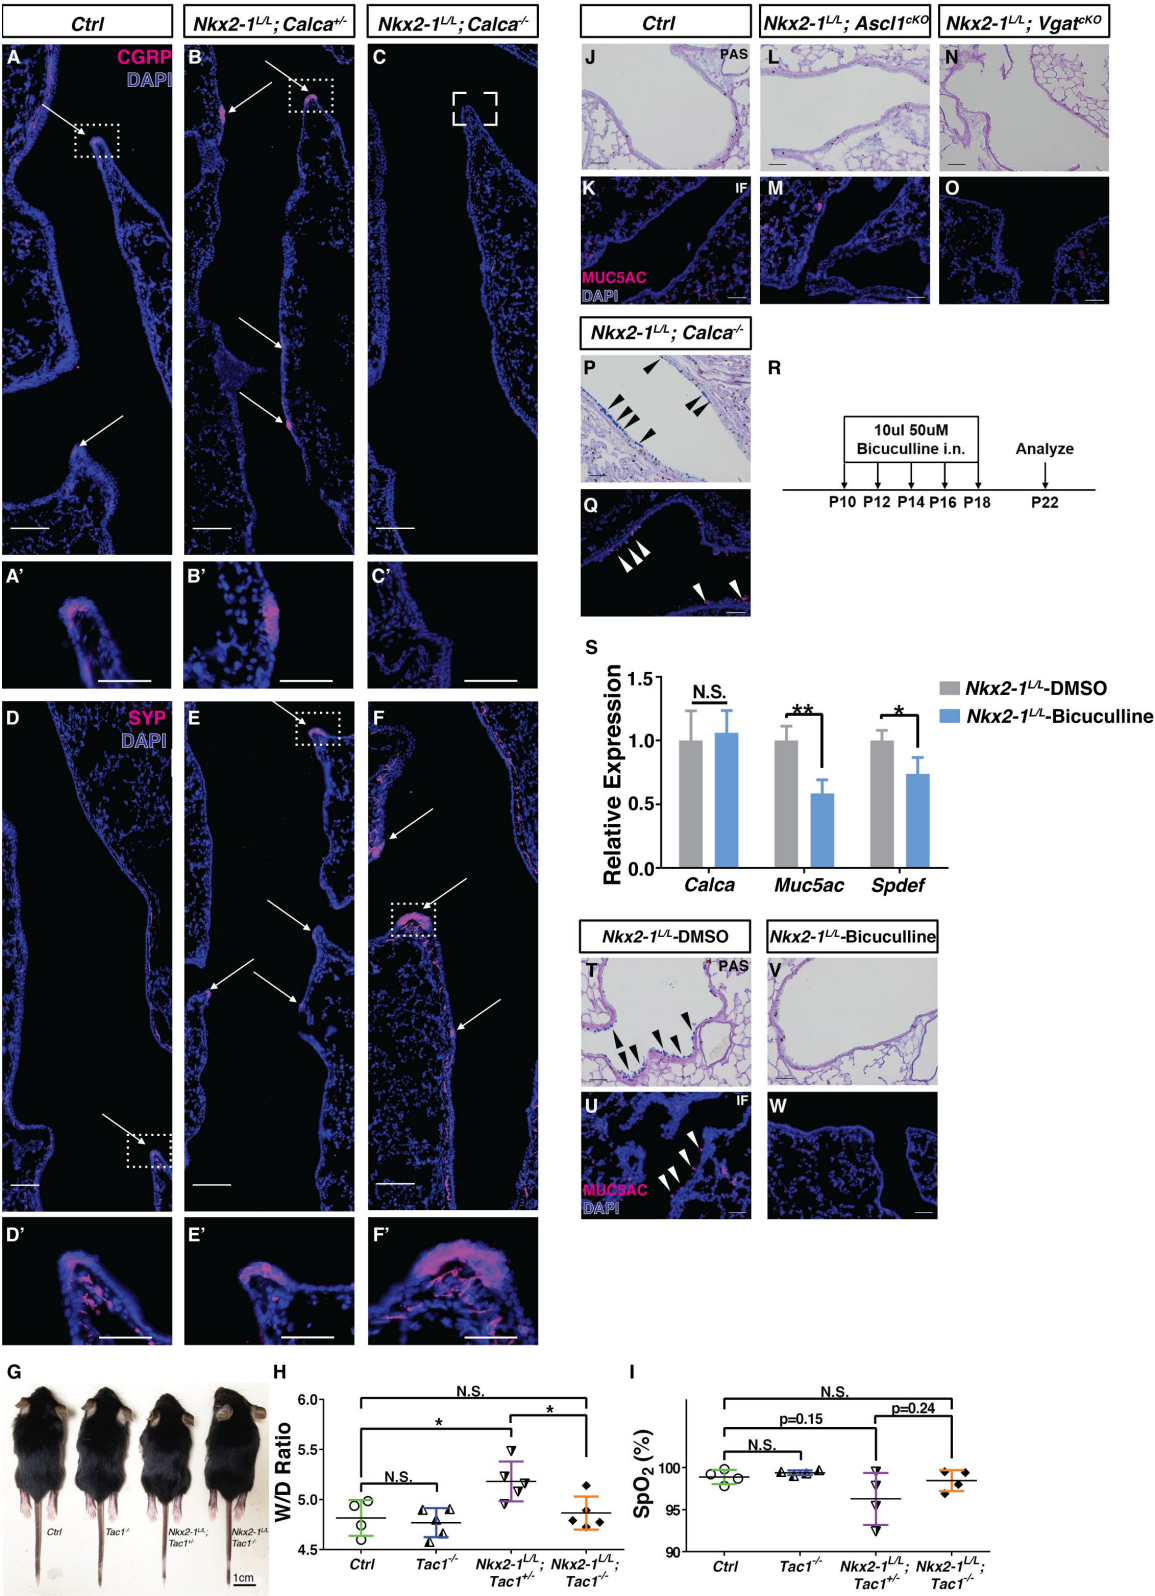 Ctrl
Nkx2-1L/L; Calca+/-
Nkx2-1L/L; Calca-/-
A
CGRP
DAPI
B
C
A'
B'
C'
D
SYP
DAPI
E
F
D'
E'
F'
G
Ctrl
Tac1-/-
Nkx2-1L/L;
Tac1+/-
Nkx2-1L/L;
Tac1-/-
1cm
H
W/D Ratio
6.0
5.5
5.0
4.5
N.S.
*
*
N.S.
Ctrl
Tac1-/-
Nkx2-1L/L;
Tac1+/-
Nkx2-1L/L;
Tac1-/-
I
SpO2 (%)
100
95
90
N.S.
p=0.15
p=0.24
N.S.
Ctrl
Tac1-/-
Nkx2-1L/L;
Tac1+/-
Nkx2-1L/L;
Tac1-/-
Ctrl
Nkx2-1L/L; Ascl1cKO
Nkx2-1L/L; VgatcKO
J
PAS
L
N
K
IF
MUC5AC
DAPI
M
O
Nkx2-1L/L; Calca-/-
P
Q
R
10ul 50uM
Bicuculline i.n.
Analyze
P10 P12 P14 P16 P18 P22
S
Relative Expression
1.5
1.0
0.5
0.0
N.S.
**
*
Calca
Muc5ac
Spdef
Nkx2-1L/L-DMSO
Nkx2-1L/L-Bicuculline
Nkx2-1L/L-DMSO
Nkx2-1L/L-Bicuculline
T
PAS
V
U
IF
MUC5AC
DAPI
W